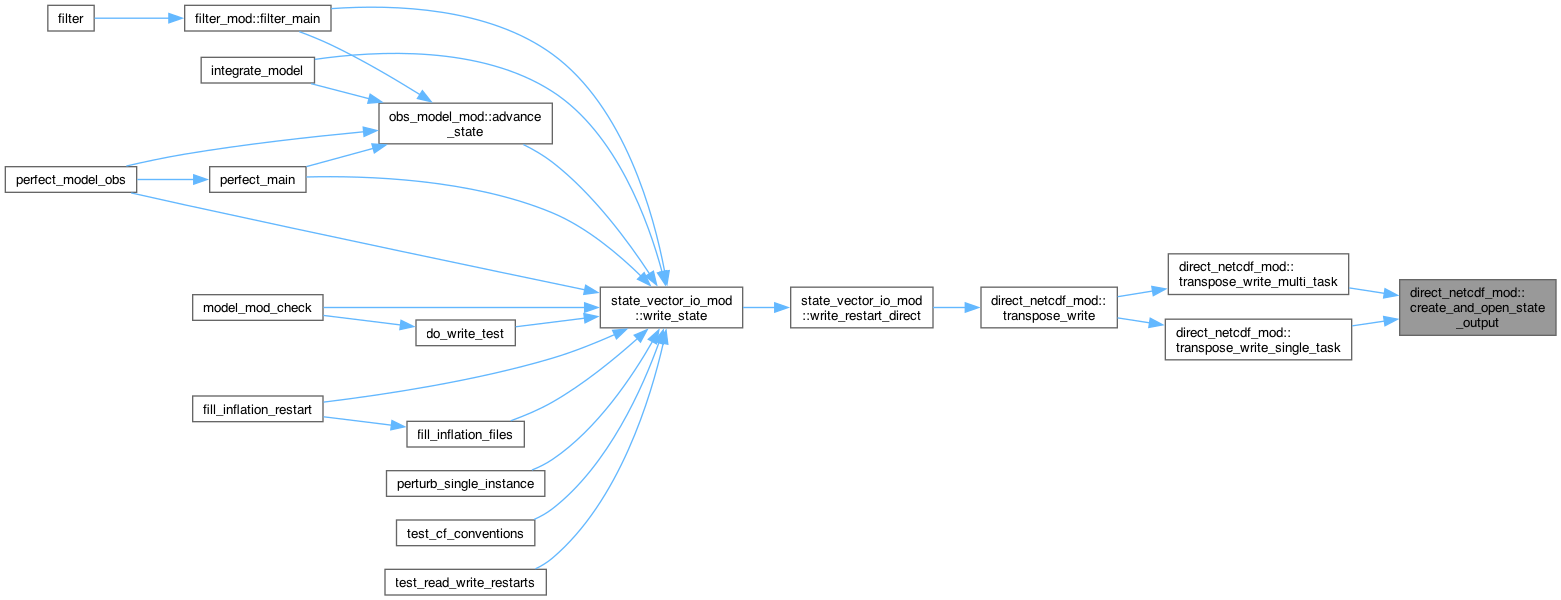 filter
filter_mod::filter_main
integrate_model
obs_model_mod::advance
_state
perfect_model_obs
perfect_main
model_mod_check
do_write_test
fill_inflation_restart
fill_inflation_files
perturb_single_instance
test_cf_conventions
test_read_write_restarts
state_vector_io_mod
::write_state
state_vector_io_mod
::write_restart_direct
direct_netcdf_mod::
transpose_write
direct_netcdf_mod::
transpose_write_multi_task
direct_netcdf_mod::
transpose_write_single_task
direct_netcdf_mod::
create_and_open_state
_output